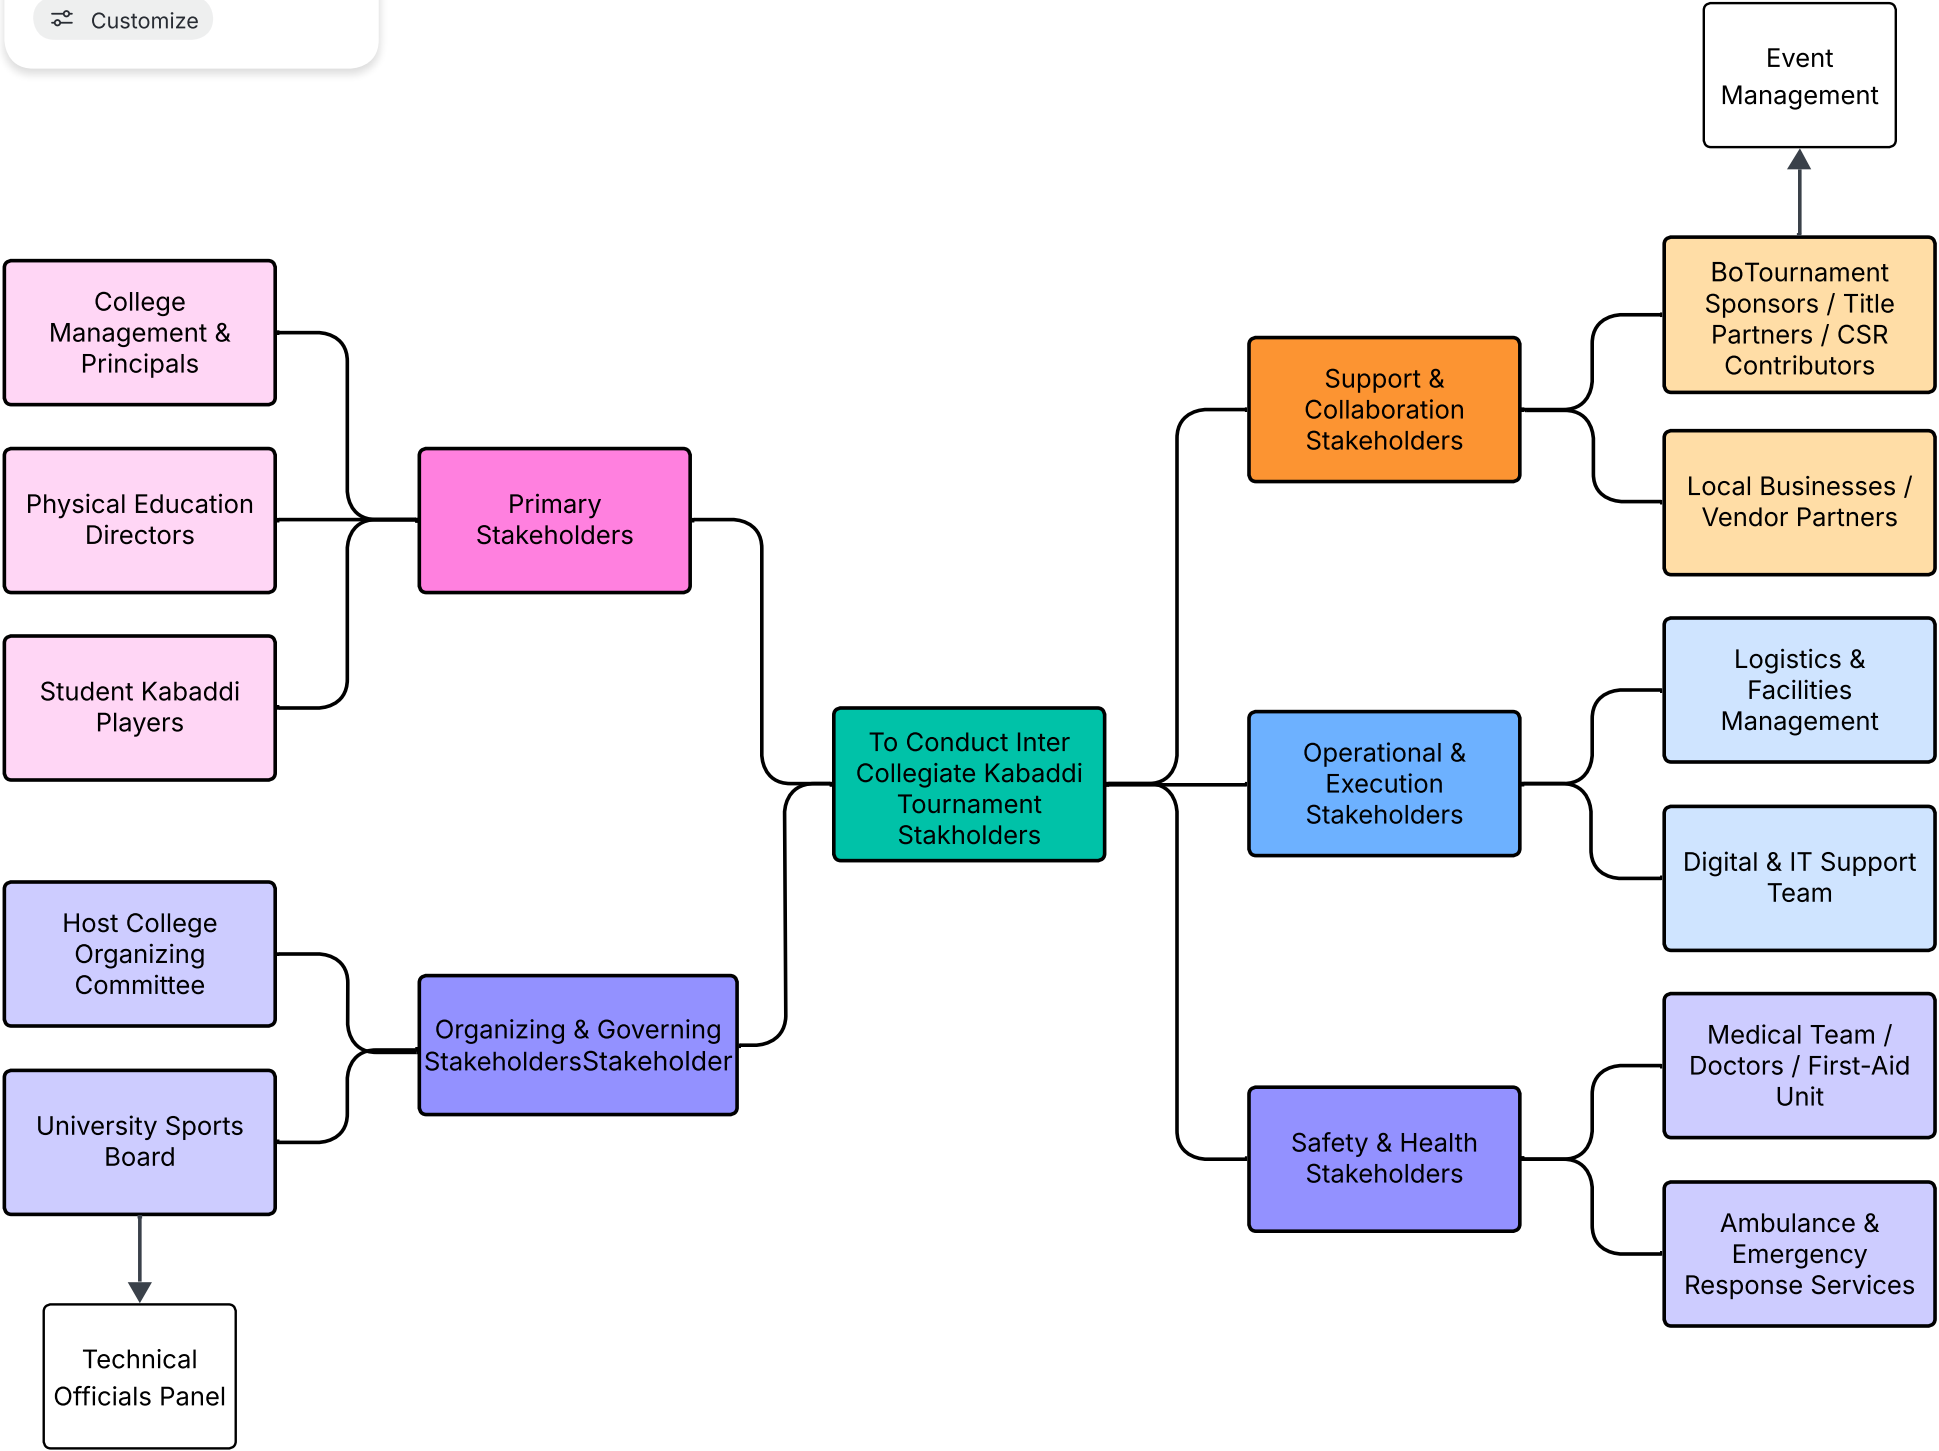 Customize
Event
Management
College
Management &
Principals
Physical Education
Directors
Student Kabaddi
Players
Primary
Stakeholders
Host College
Organizing
Committee
University Sports
Board
Organizing & Governing
StakeholdersStakeholder
Technical
Officials Panel
To Conduct Inter
Collegiate Kabaddi
Tournament
Stakholders
Support &
Collaboration
Stakeholders
BoTournament
Sponsors / Title
Partners / CSR
Contributors
Local Businesses /
Vendor Partners
Operational &
Execution
Stakeholders
Logistics &
Facilities
Management
Digital & IT Support
Team
Safety & Health
Stakeholders
Medical Team /
Doctors / First-Aid
Unit
Ambulance &
Emergency
Response Services